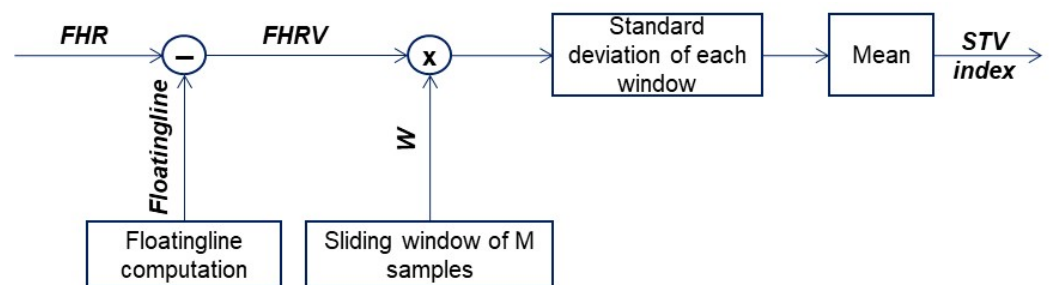 FHR
−
FHRV
x
Standard
deviation of each
window
Mean
STV
index
Floatingline
W
Floatingline
computation
Sliding window of M
samples